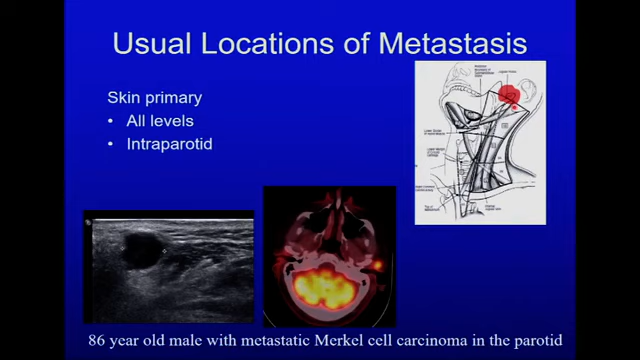 Usual Locations of Metastasis
Skin primary
• All levels
• Intraparotid
86 year old male with metastatic Merkel cell carcinoma in the parotid